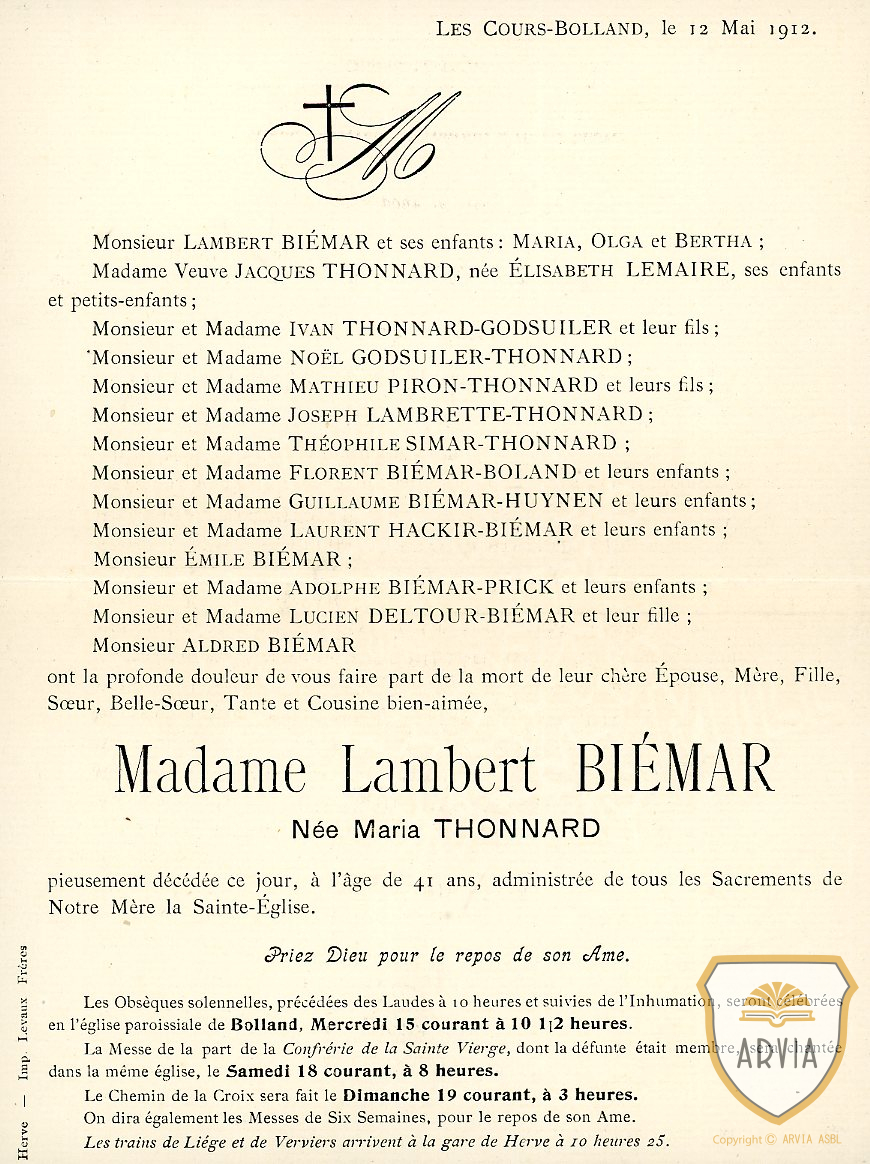 LES COURS-BOLLAND, le 12 Mai 1912.
M
Monsieur LAMBERT BIÉMAR et ses enfants : MARIA, OLGA et BERTHA ;
Madame Veuve JACQUES THONNARD, née ÉLISABETH LEMAIRE, ses enfants
et petits-enfants ;
Monsieur et Madame IVAN THONNARD-GODSUILER et leur fils ;
Monsieur et Madame NOËL GODSUILER-THONNARD ;
Monsieur et Madame MATHIEU PIRON-THONNARD et leurs fils ;
Monsieur et Madame JOSEPH LAMBRETTE-THONNARD ;
Monsieur et Madame THÉOPHILE SIMAR-THONNARD ;
Monsieur et Madame FLORENT BIÉMAR-BOLAND et leurs enfants ;
Monsieur et Madame GUILLAUME BIÉMAR-HUYNEN et leurs enfants ;
Monsieur et Madame LAURENT HACKIR-BIÉMAR et leurs enfants ;
Monsieur ÉMILE BIÉMAR ;
Monsieur et Madame ADOLPHE BIÉMAR-PRICK et leurs enfants ;
Monsieur et Madame LUCIEN DELTOUR-BIÉMAR et leur fille ;
Monsieur ALDRED BIÉMAR
ont la profonde douleur de vous faire part de la mort de leur chère Épouse, Mère, Fille,
Sœur, Belle-Sœur, Tante et Cousine bien-aimée,
Madame Lambert BIÉMAR
Née Maria THONNARD
pieusement décédée ce jour, à l'âge de 41 ans, administrée de tous les Sacrements de
Notre Mère la Sainte-Église.
Priez Dieu pour le repos de son Ame.
Les Obsèques solennelles, précédées des Laudes à 10 heures et suivies de l'Inhumation, seront célébrées
en l'église paroissiale de Bolland, Mercredi 15 courant à 10 1|2 heures.
La Messe de la part de la Confrérie de la Sainte Vierge, dont la défunte était membre, sera chantée
dans la même église, le Samedi 18 courant, à 8 heures.
Le Chemin de la Croix sera fait le Dimanche 19 courant, à 3 heures.
On dira également les Messes de Six Semaines, pour le repos de son Ame.
Les trains de Liége et de Verviers arrivent à la gare de Herve à 10 heures 25.
Herve — Imp. Levaux Frères
ARVIA
Copyright © ARVIA ASBL